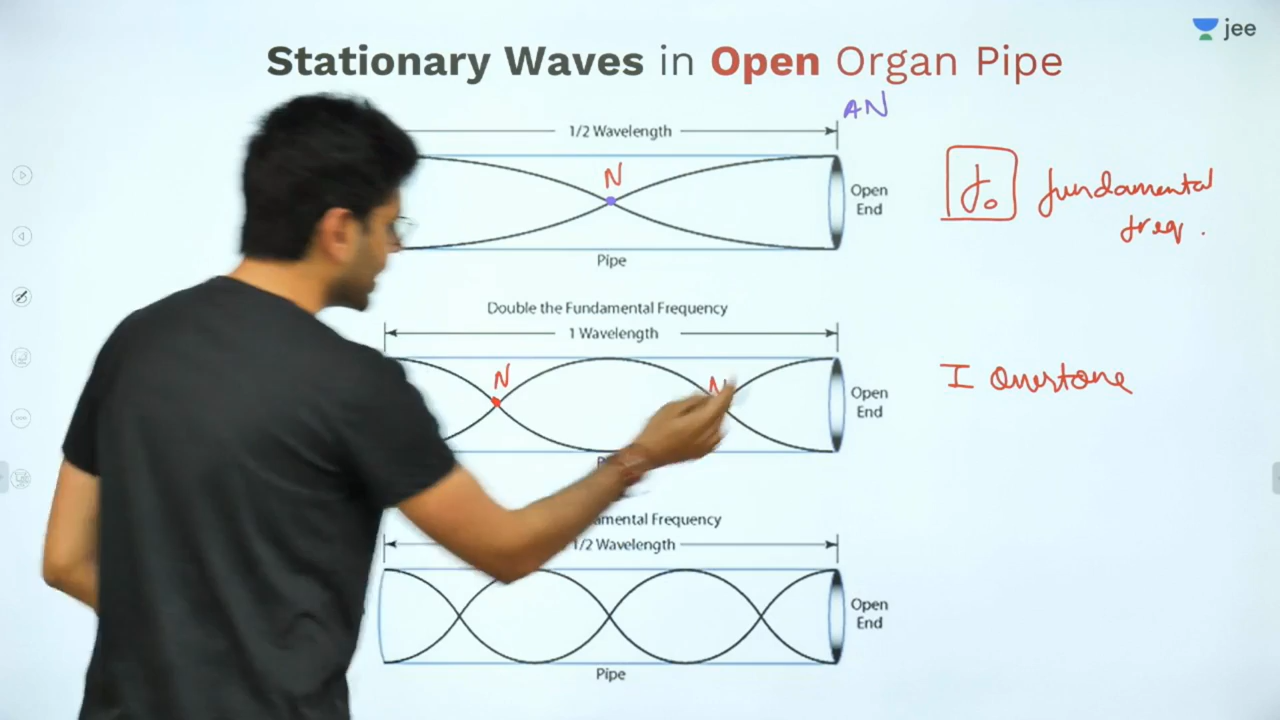 jee
Stationary Waves in Open Organ Pipe
AN
1/2 Wavelength
N
Open
End
f₀ fundamental
freq.
Pipe
Double the Fundamental Frequency
1 Wavelength
N
N
I overtone
Open
End
amental Frequency
1/2 Wavelength
Open
End
Pipe